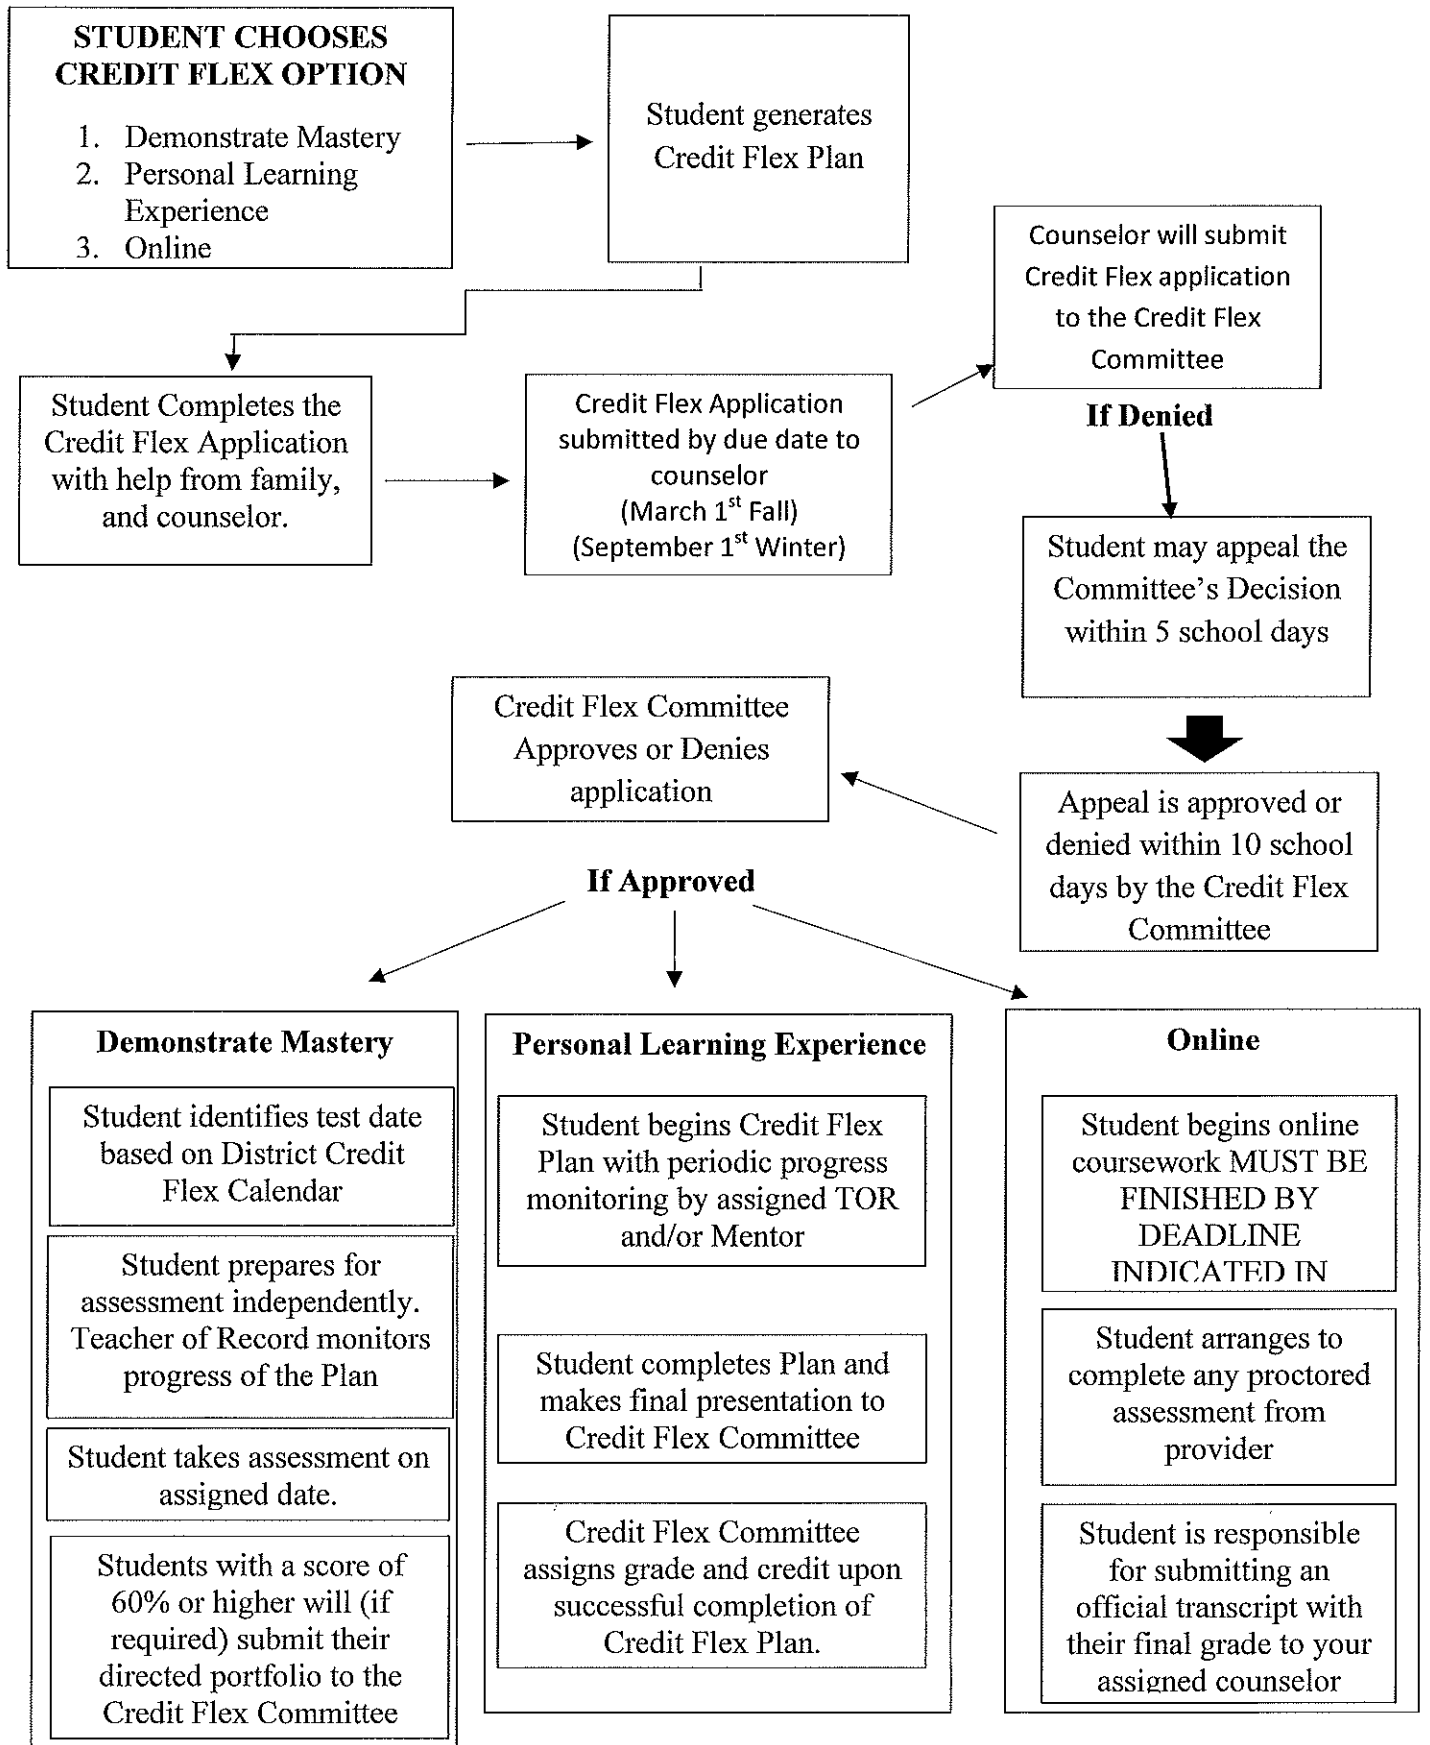 STUDENT CHOOSES
CREDIT FLEX OPTION
1. Demonstrate Mastery
2. Personal Learning
Experience
3. Online
Student generates
Credit Flex Plan
Student Completes the
Credit Flex Application
with help from family,
and counselor.
Credit Flex Application
submitted by due date to
counselor
(March 1st Fall)
(September 1st Winter)
Counselor will submit
Credit Flex application
to the Credit Flex
Committee
If Denied
Student may appeal the
Committee's Decision
within 5 school days
Appeal is approved or
denied within 10 school
days by the Credit Flex
Committee
Credit Flex Committee
Approves or Denies
application
If Approved
Demonstrate Mastery
Student identifies test date
based on District Credit
Flex Calendar
Student prepares for
assessment independently.
Teacher of Record monitors
progress of the Plan
Student takes assessment on
assigned date.
Students with a score of
60% or higher will (if
required) submit their
directed portfolio to the
Credit Flex Committee
Personal Learning Experience
Student begins Credit Flex
Plan with periodic progress
monitoring by assigned TOR
and/or Mentor
Student completes Plan and
makes final presentation to
Credit Flex Committee
Credit Flex Committee
assigns grade and credit upon
successful completion of
Credit Flex Plan.
Online
Student begins online
coursework MUST BE
FINISHED BY
DEADLINE
INDICATED IN
Student arranges to
complete any proctored
assessment from
provider
Student is responsible
for submitting an
official transcript with
their final grade to your
assigned counselor